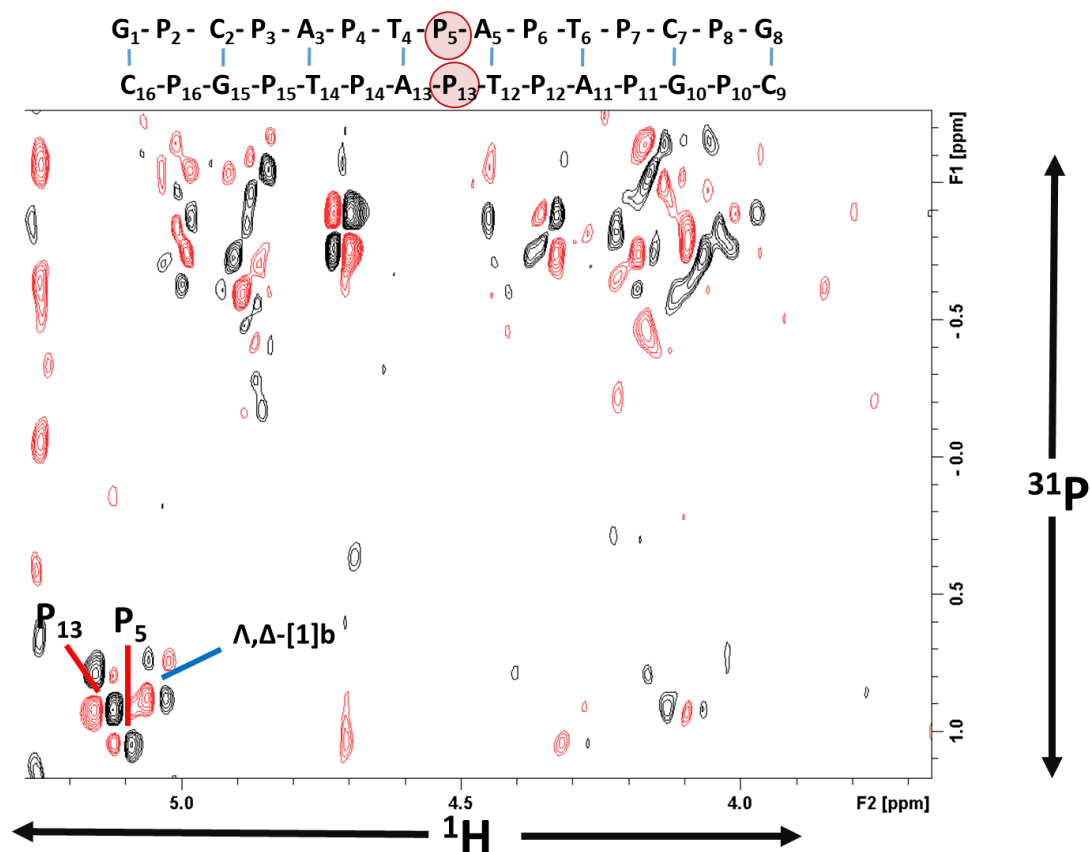 G1- P2 - C2 - P3 - A3 - P4 - T4 - P5- A5 - P6 - T6 - P7 - C7 - P8 - G8
C16-P16-G15-P15-T14-P14-A13-P13-T12-P12-A11-P11-G10-P10-C9
F1 [ppm]
- 0.5
- 0.0
0.5
1.0
31P
P13
P5
Λ,Δ-[1]b
5.0
4.5
4.0
F2 [ppm]
1H